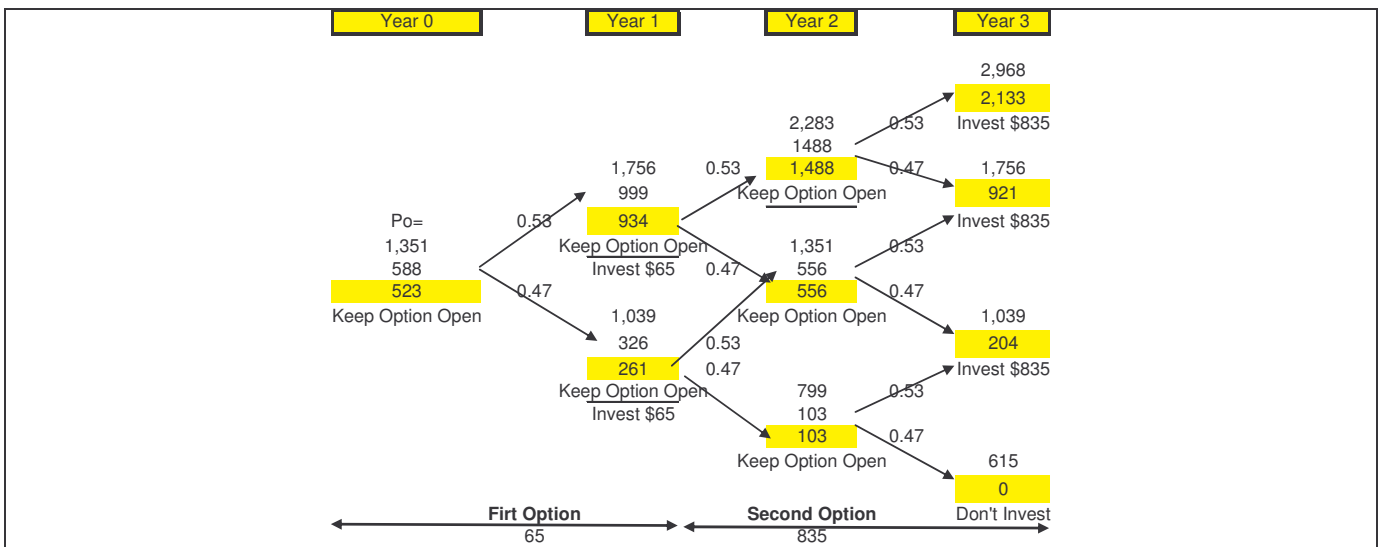 Year 0 Year 1 Year 2 Year 3
2,968
2,133
2,283 0.53 Invest $835
1488
1,756 0.53 1,488 0.47 1,756
999 Keep Option Open 921
Po= 0.53 934 Invest $835
1,351 Keep Option Open 1,351 0.53
588 Invest $65 0.47 556
523 0.47 556 0.47
Keep Option Open 1,039 Keep Option Open 1,039
326 0.53 204
261 0.47 Invest $835
Keep Option Open 799 0.53
Invest $65 103
103 0.47
Keep Option Open 615
0
Firt Option Second Option Don't Invest
65 835